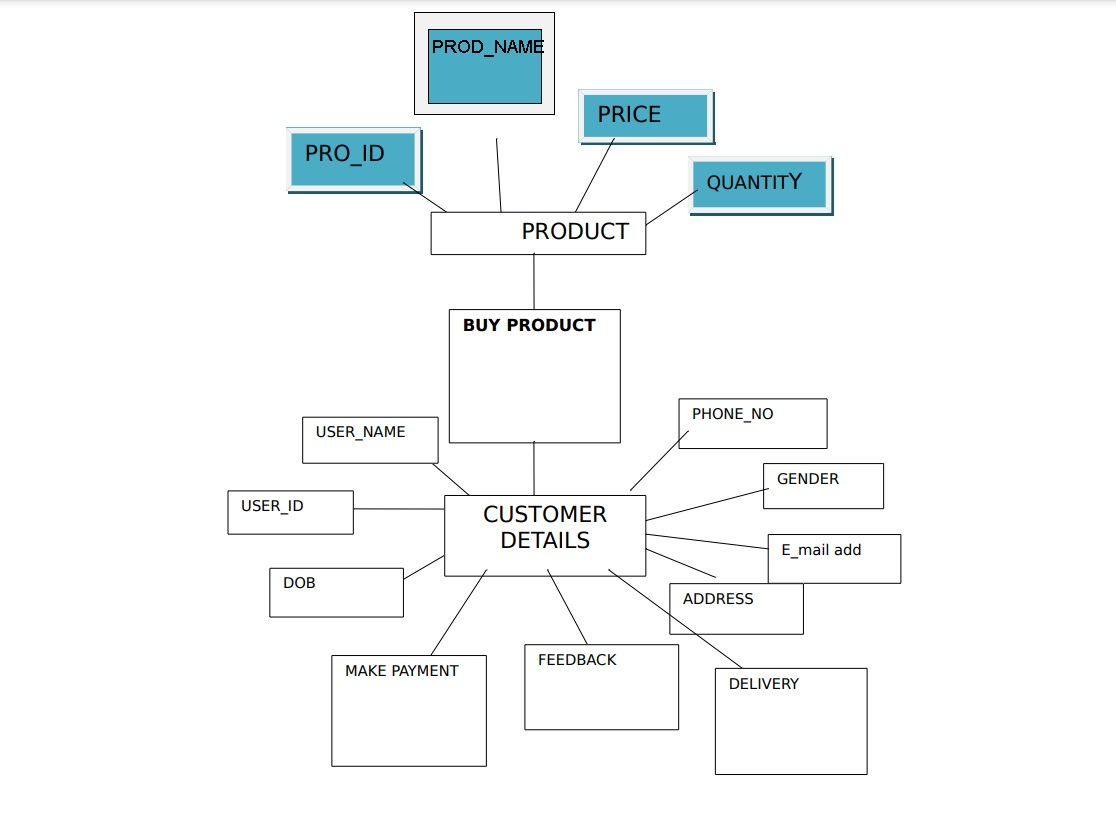 PROD_NAME
PRICE
PRO_ID
QUANTITY
PRODUCT
BUY PRODUCT
PHONE_NO
USER_NAME
GENDER
USER_ID
CUSTOMER
DETAILS
E_mail add
DOB
ADDRESS
MAKE PAYMENT
FEEDBACK
DELIVERY